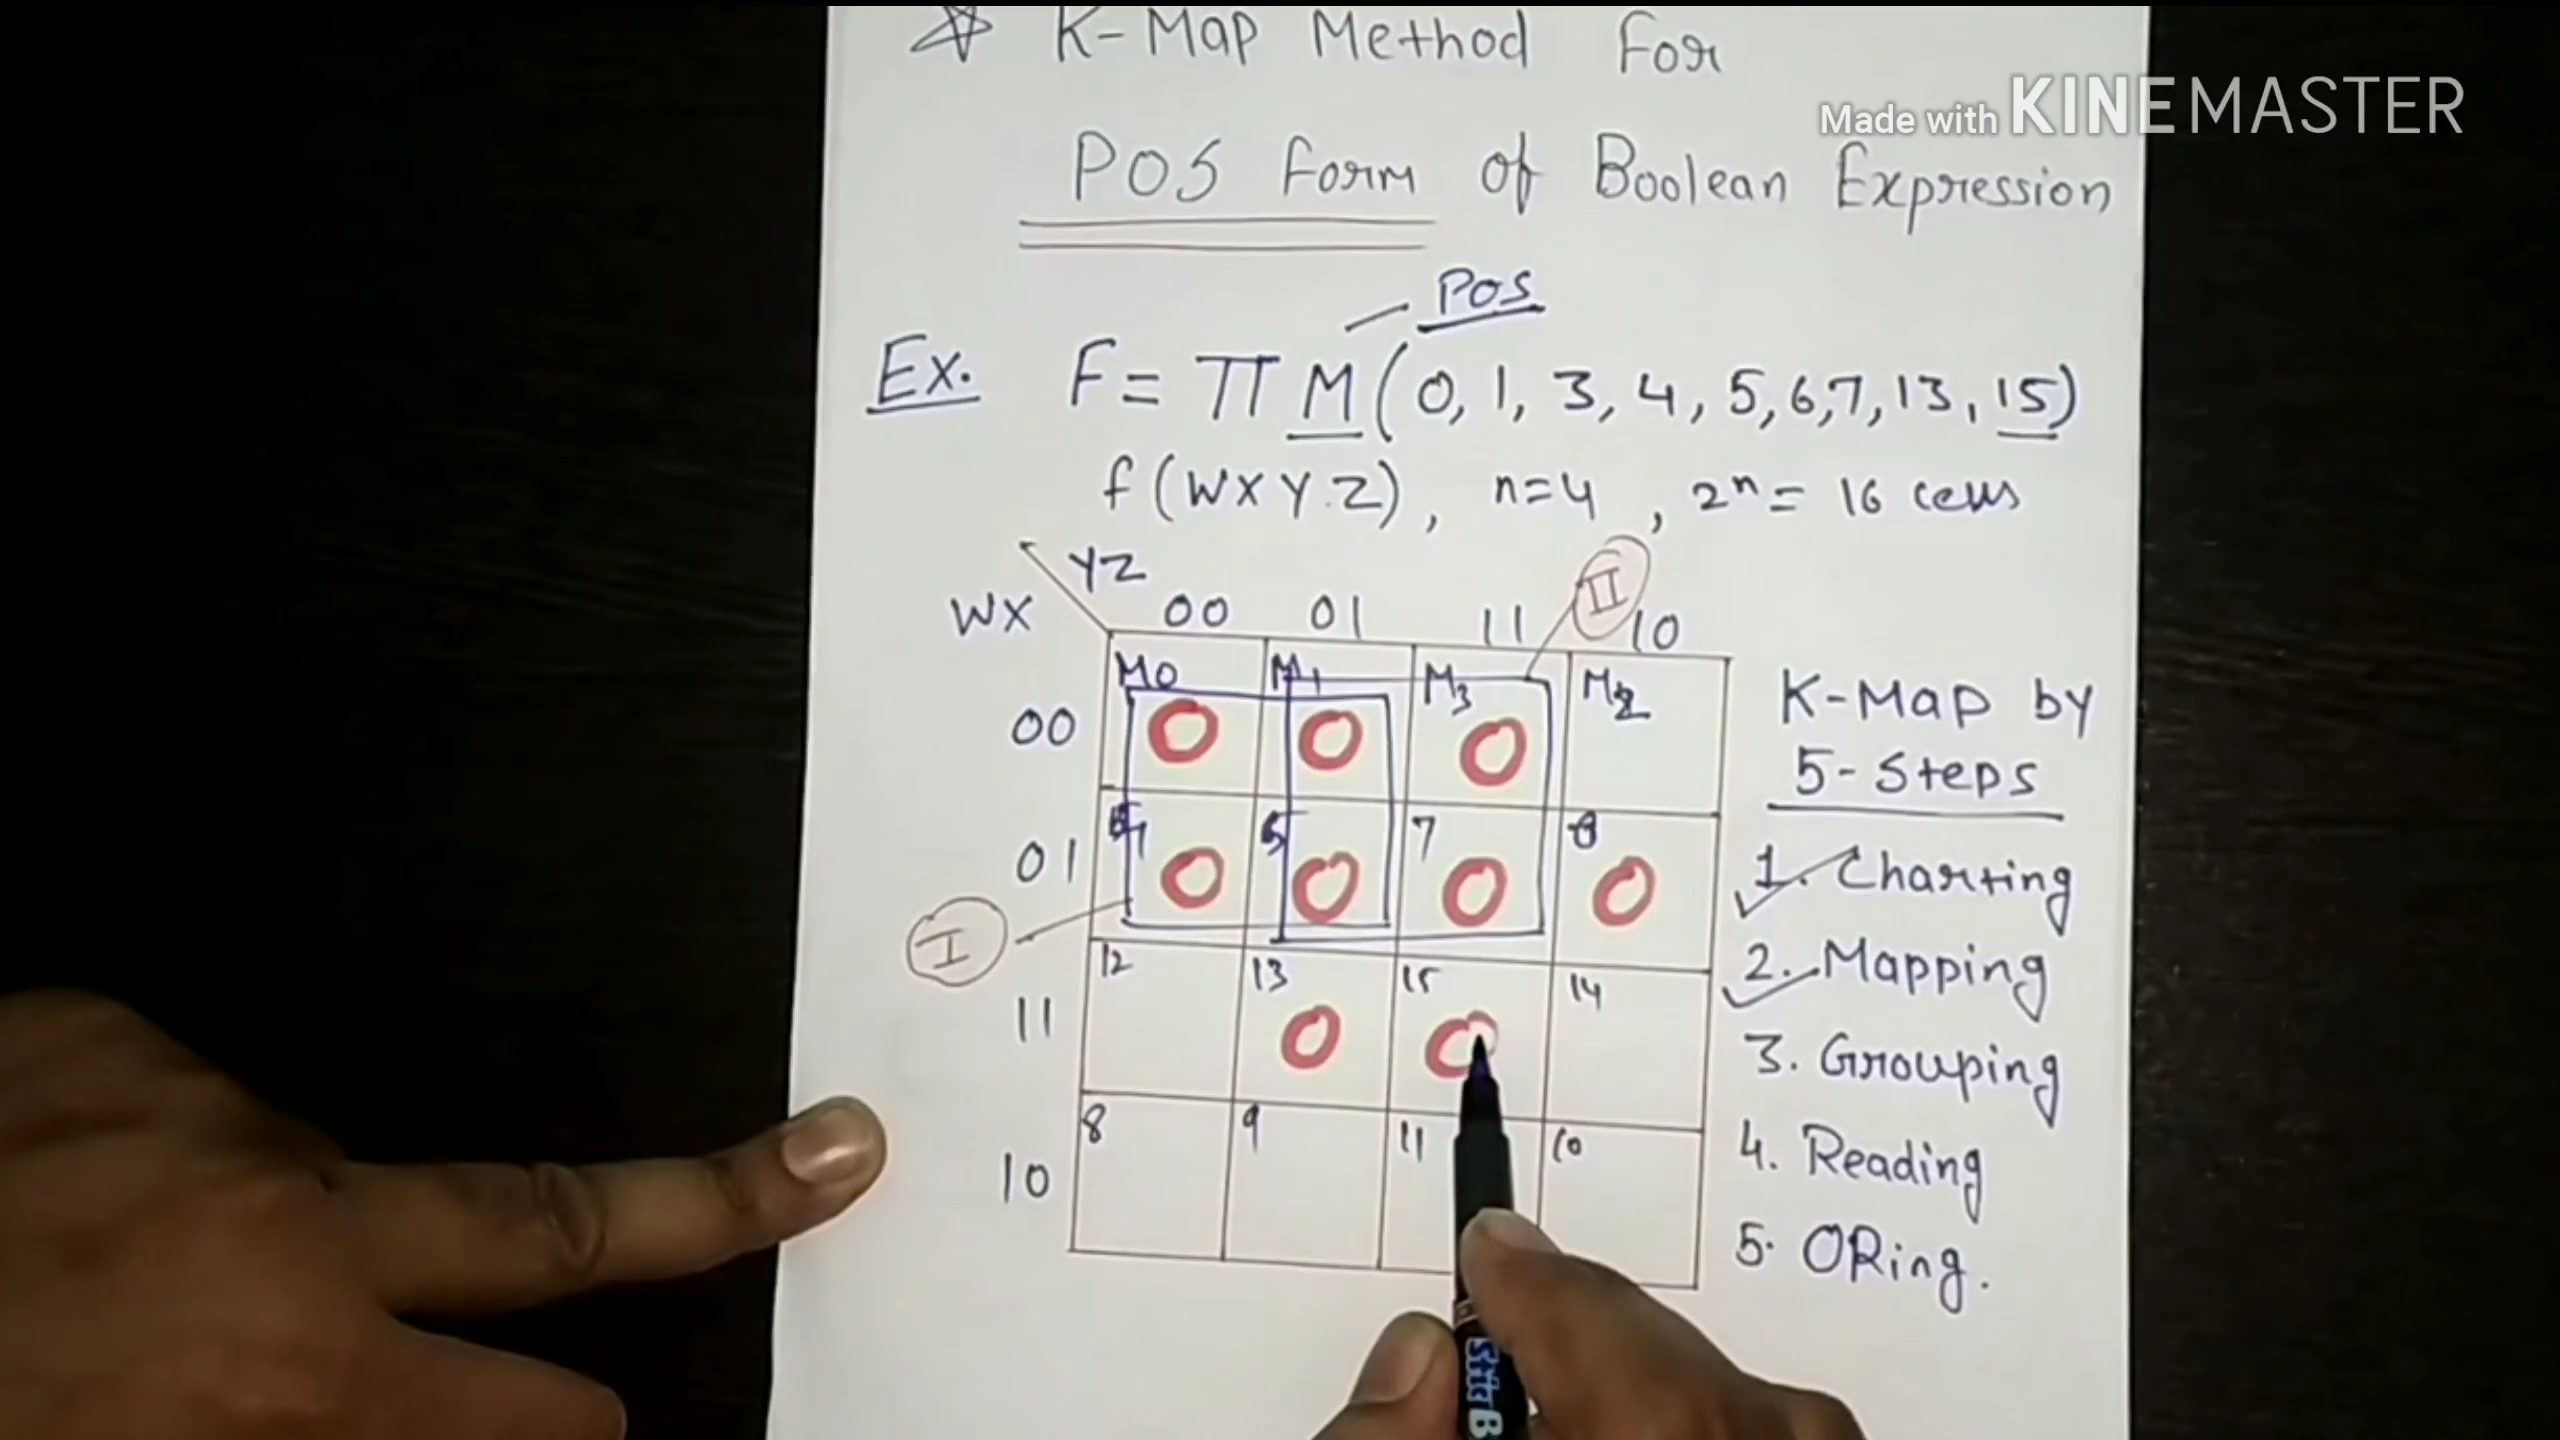 K-Map Method For
Made with KINEMASTER
POS Form of Boolean Expression
POS
Ex. F = π M (0, 1, 3, 4, 5, 6, 7, 13, 15)
f (W X Y Z), n=4, 2ⁿ = 16 cells
YZ
WX
00 01 11 10
II
M0 M1 M3 M2
00 0 0 0
4 5 7 6
01 0 0 0 0
I
12 13 15 14
11 0 0
8 9 11 10
10
K-Map by
5-Steps
1. Charting
2. Mapping
3. Grouping
4. Reading
5. ORing.